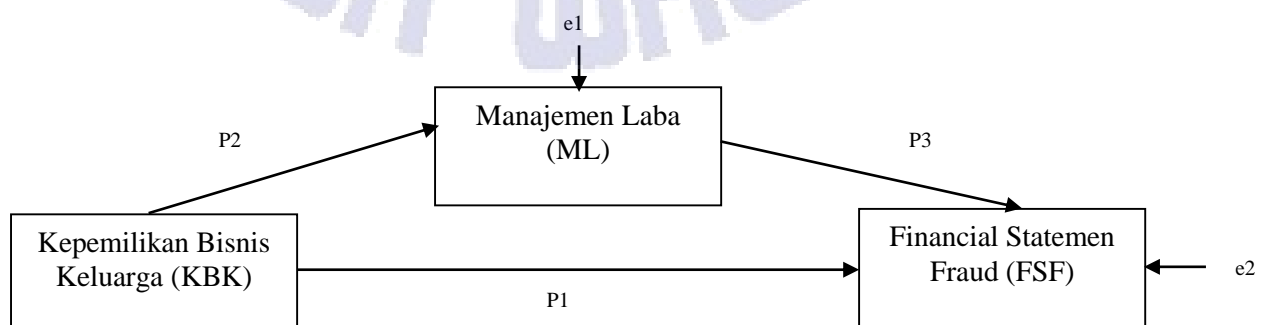 e1
Manajemen Laba
(ML)
P2
P3
Kepemilikan Bisnis
Keluarga (KBK)
Financial Statemen
Fraud (FSF)
e2
P1